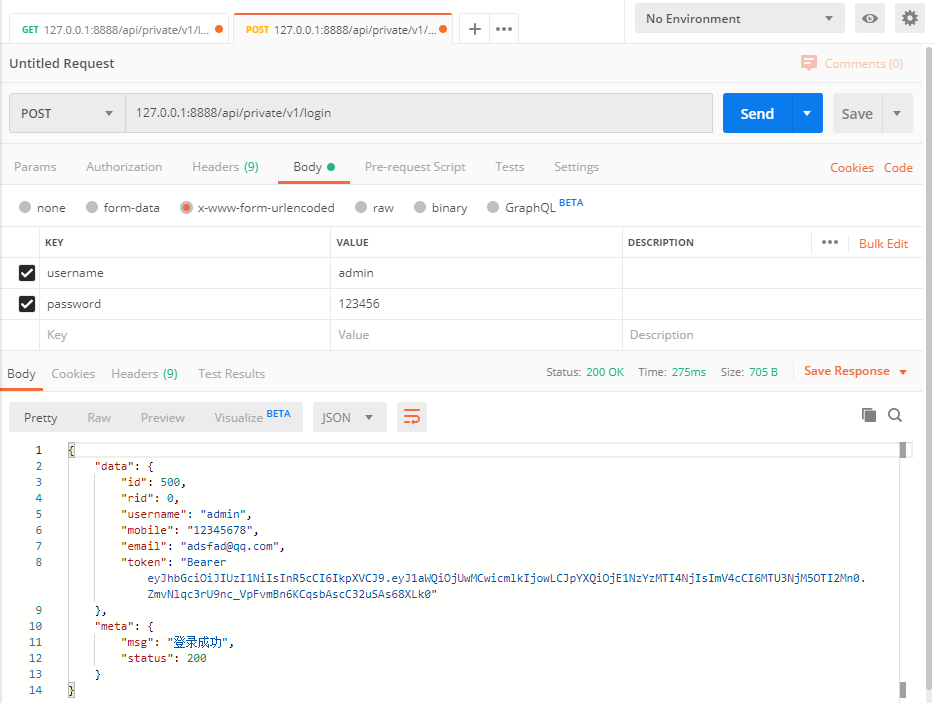 GET 127.0.0.1:8888/api/private/v1/l... POST 127.0.0.1:8888/api/private/v1/... No Environment
Untitled Request Comments (0)
POST 127.0.0.1:8888/api/private/v1/login Send Save
Params Authorization Headers (9) Body Pre-request Script Tests Settings Cookies Code
none form-data x-www-form-urlencoded raw binary GraphQL BETA
KEY VALUE DESCRIPTION Bulk Edit
username admin
password 123456
Key Value Description
Body Cookies Headers (9) Test Results Status: 200 OK Time: 275ms Size: 705 B Save Response
Pretty Raw Preview Visualize BETA JSON
1 {
2 "data": {
3 "id": 500,
4 "rid": 0,
5 "username": "admin",
6 "mobile": "12345678",
7 "email": "adsfad@qq.com",
8 "token": "Bearer
eyJhbGciOiJIUzI1NiIsInR5cCI6IkpXVCJ9.eyJ1aWQiOjUwMCwicmlkIjowLCJpYXQiOjE1NzYzMTI4NjIsImV4cCI6MTU3NjM5OTI2Mn0.
ZmvNlqc3rU9nc_VpFvmBn6KCqsbAscC32uSAs68XLk0"
9 },
10 "meta": {
11 "msg": "登录成功",
12 "status": 200
13 }
14 }